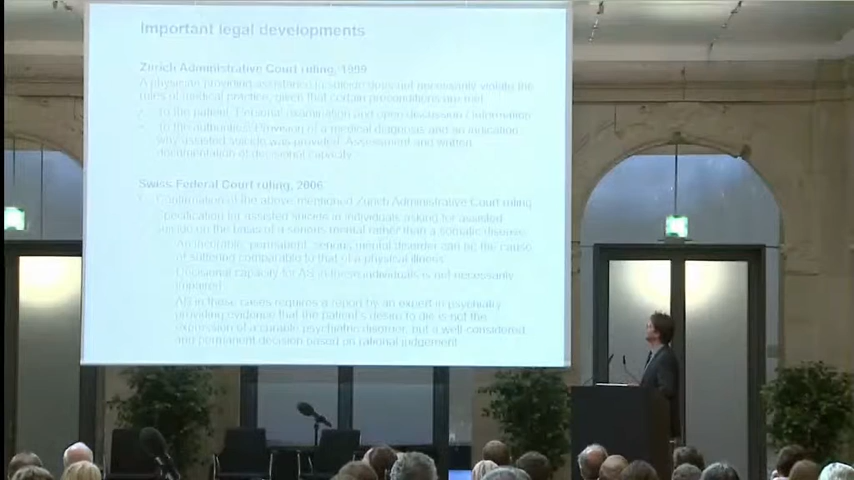 Important legal developments
Zurich Administrative Court ruling, 1999
A physician providing assistance in suicide does not necessarily violate the
rules of medical practice, given that certain preconditions are met
to the patient: Personal examination and open discussion / information
to the authorities: Provision of a medical diagnosis and an indication
why assisted suicide was provided. Assessment and written
documentation of decisional capacity
Swiss Federal Court ruling, 2006
Confirmation of the above mentioned Zurich Administrative Court ruling
Specification for assisted suicide in individuals asking for assisted
suicide on the basis of a serious mental rather than a somatic disease
An incurable, permanent, serious mental disorder can be the cause
of suffering comparable to that of a physical illness
Decisional capacity for AS in these individuals is not necessarily
impaired
AS in these cases requires a report by an expert in psychiatry
providing evidence that the patient's desire to die is not the
expression of a curable psychiatric disorder, but a well-considered
and permanent decision based on rational judgement